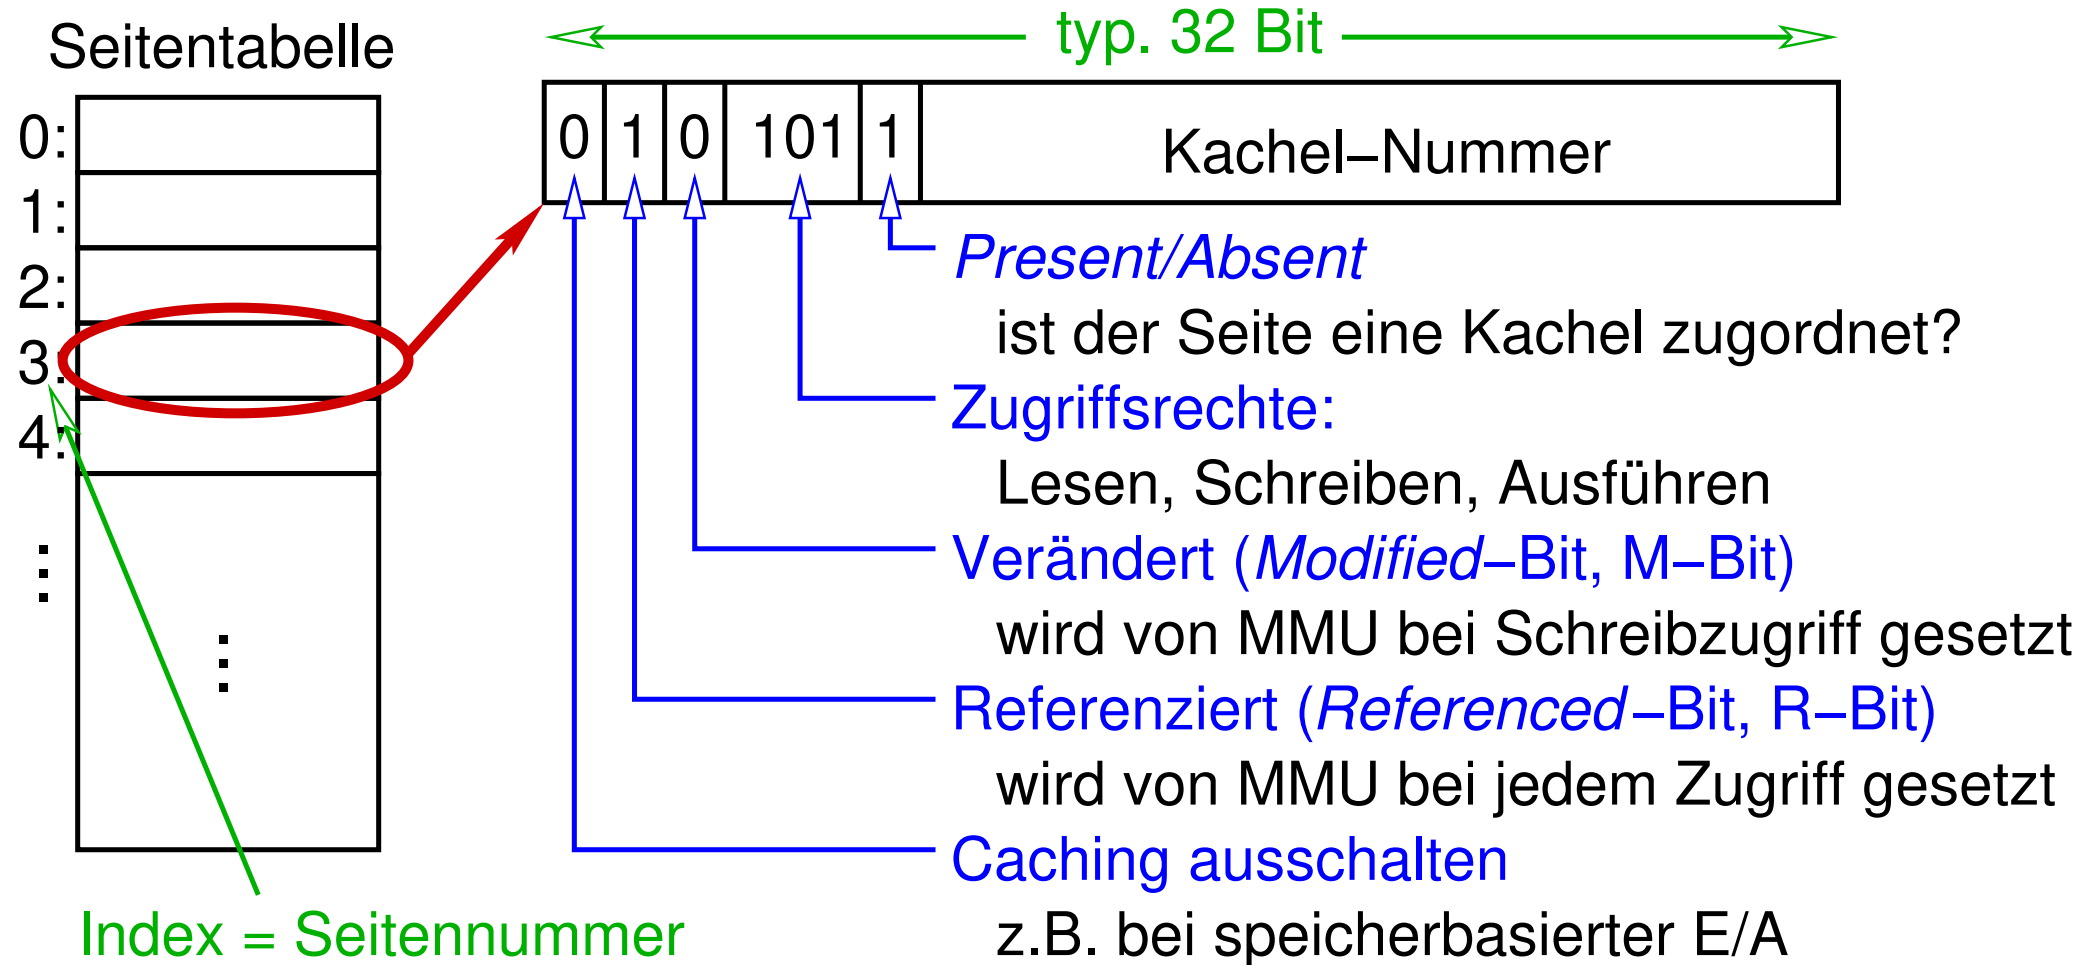 Seitentabelle
typ. 32 Bit
0:
1:
2:
3:
4:
0 1 0 101 1 Kachel–Nummer
Present/Absent
ist der Seite eine Kachel zugordnet?
Zugriffsrechte:
Lesen, Schreiben, Ausführen
Verändert (Modified–Bit, M–Bit)
wird von MMU bei Schreibzugriff gesetzt
Referenziert (Referenced–Bit, R–Bit)
wird von MMU bei jedem Zugriff gesetzt
Caching ausschalten
z.B. bei speicherbasierter E/A
Index = Seitennummer